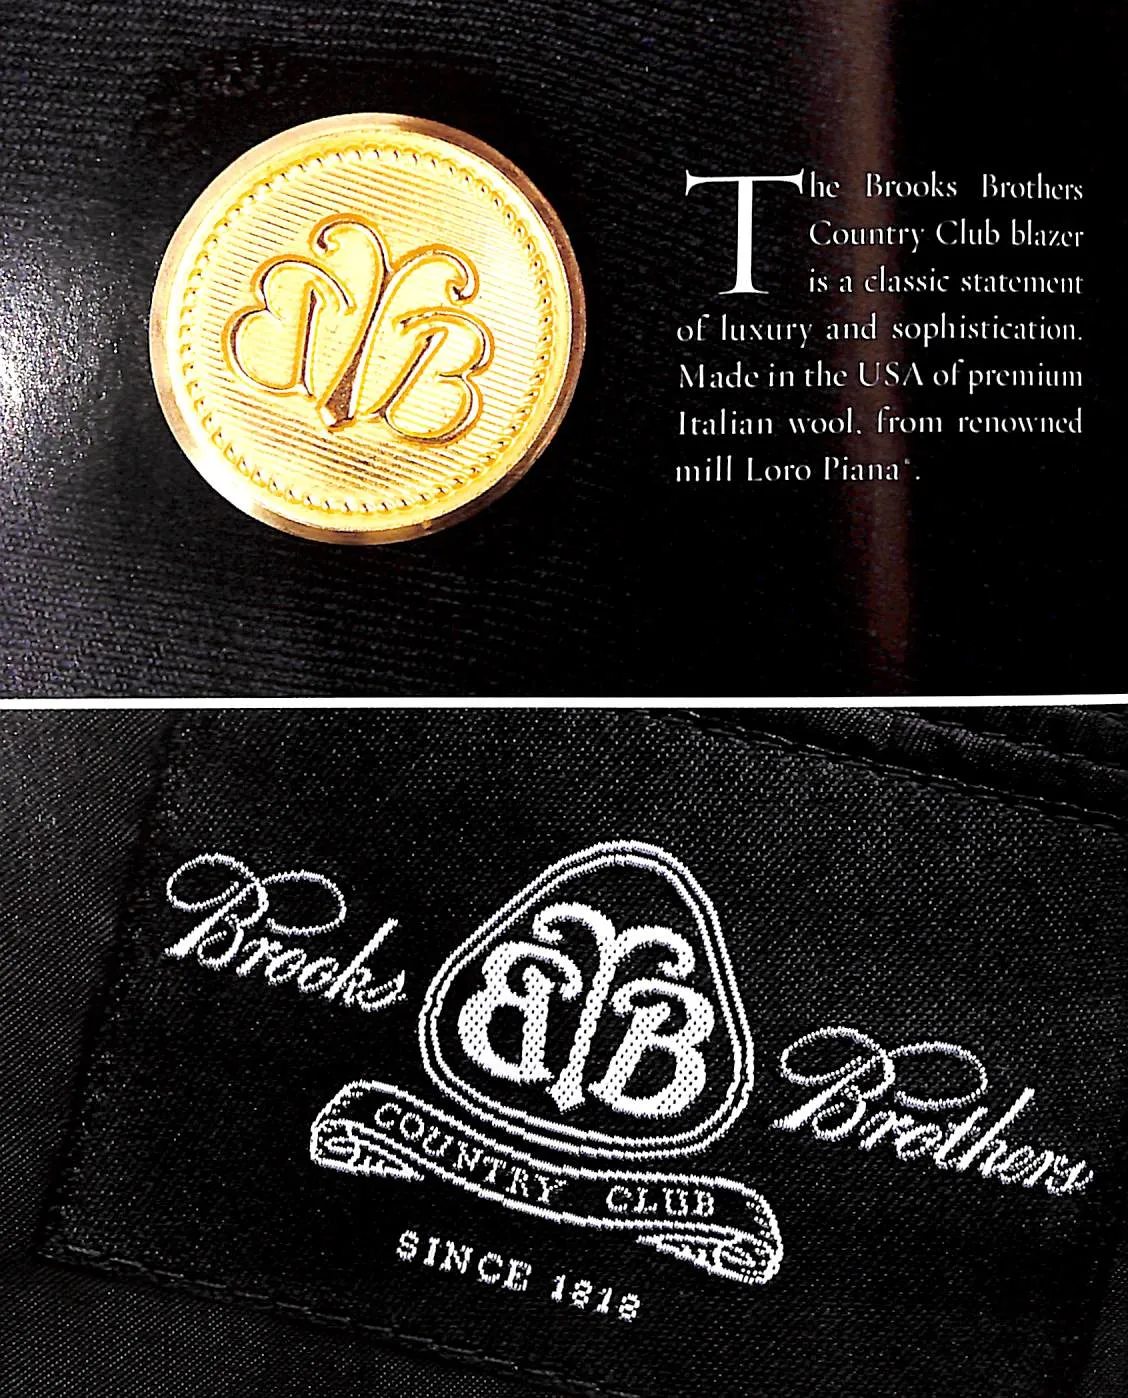 The Brooks Brothers
Country Club blazer
is a classic statement
of luxury and sophistication.
Made in the USA of premium
Italian wool, from renowned
mill Loro Piana®.
BB
Brooks BB Brothers
COUNTRY CLUB
SINCE 1818